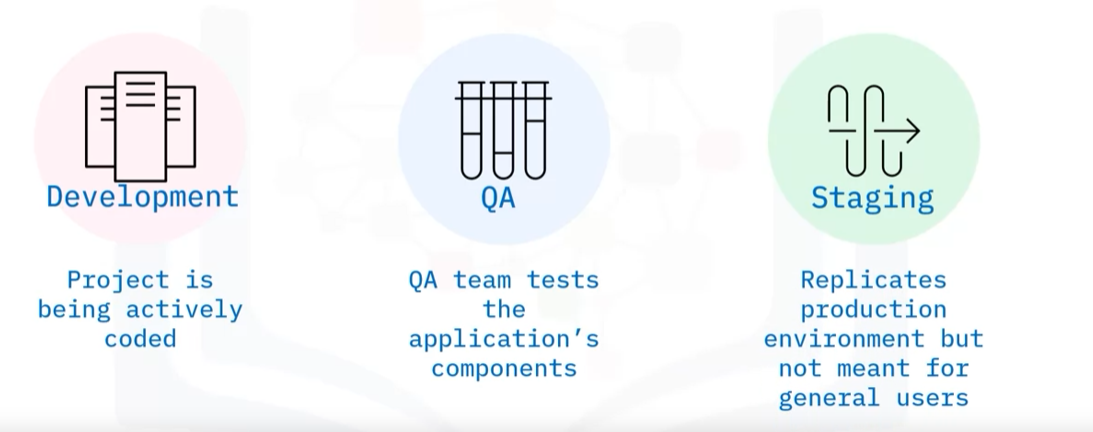 Development
Project is
being actively
coded
QA
QA team tests
the
application’s
components
Staging
Replicates
production
environment but
not meant for
general users